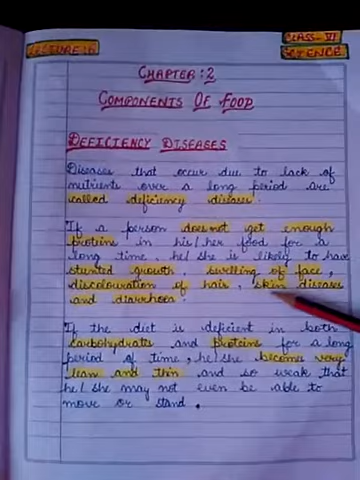 LECTURE:6
CLASS-VI
SCIENCE
CHAPTER:2
COMPONENTS OF FOOD
DEFICIENCY DISEASES
Diseases that occur due to lack of
nutrients over a long period are
called deficiency disease.
If a person does not get enough
proteins in his/her food for a
long time, he/she is likely to have
stunted growth, swelling of face,
discolouration of hair, skin diseases
and diarrhoea.
If the diet is deficient in both
carbohydrates and proteins for a long
period of time, he/she become very
lean and thin and so weak that
he/she may not even be able to
move or stand.